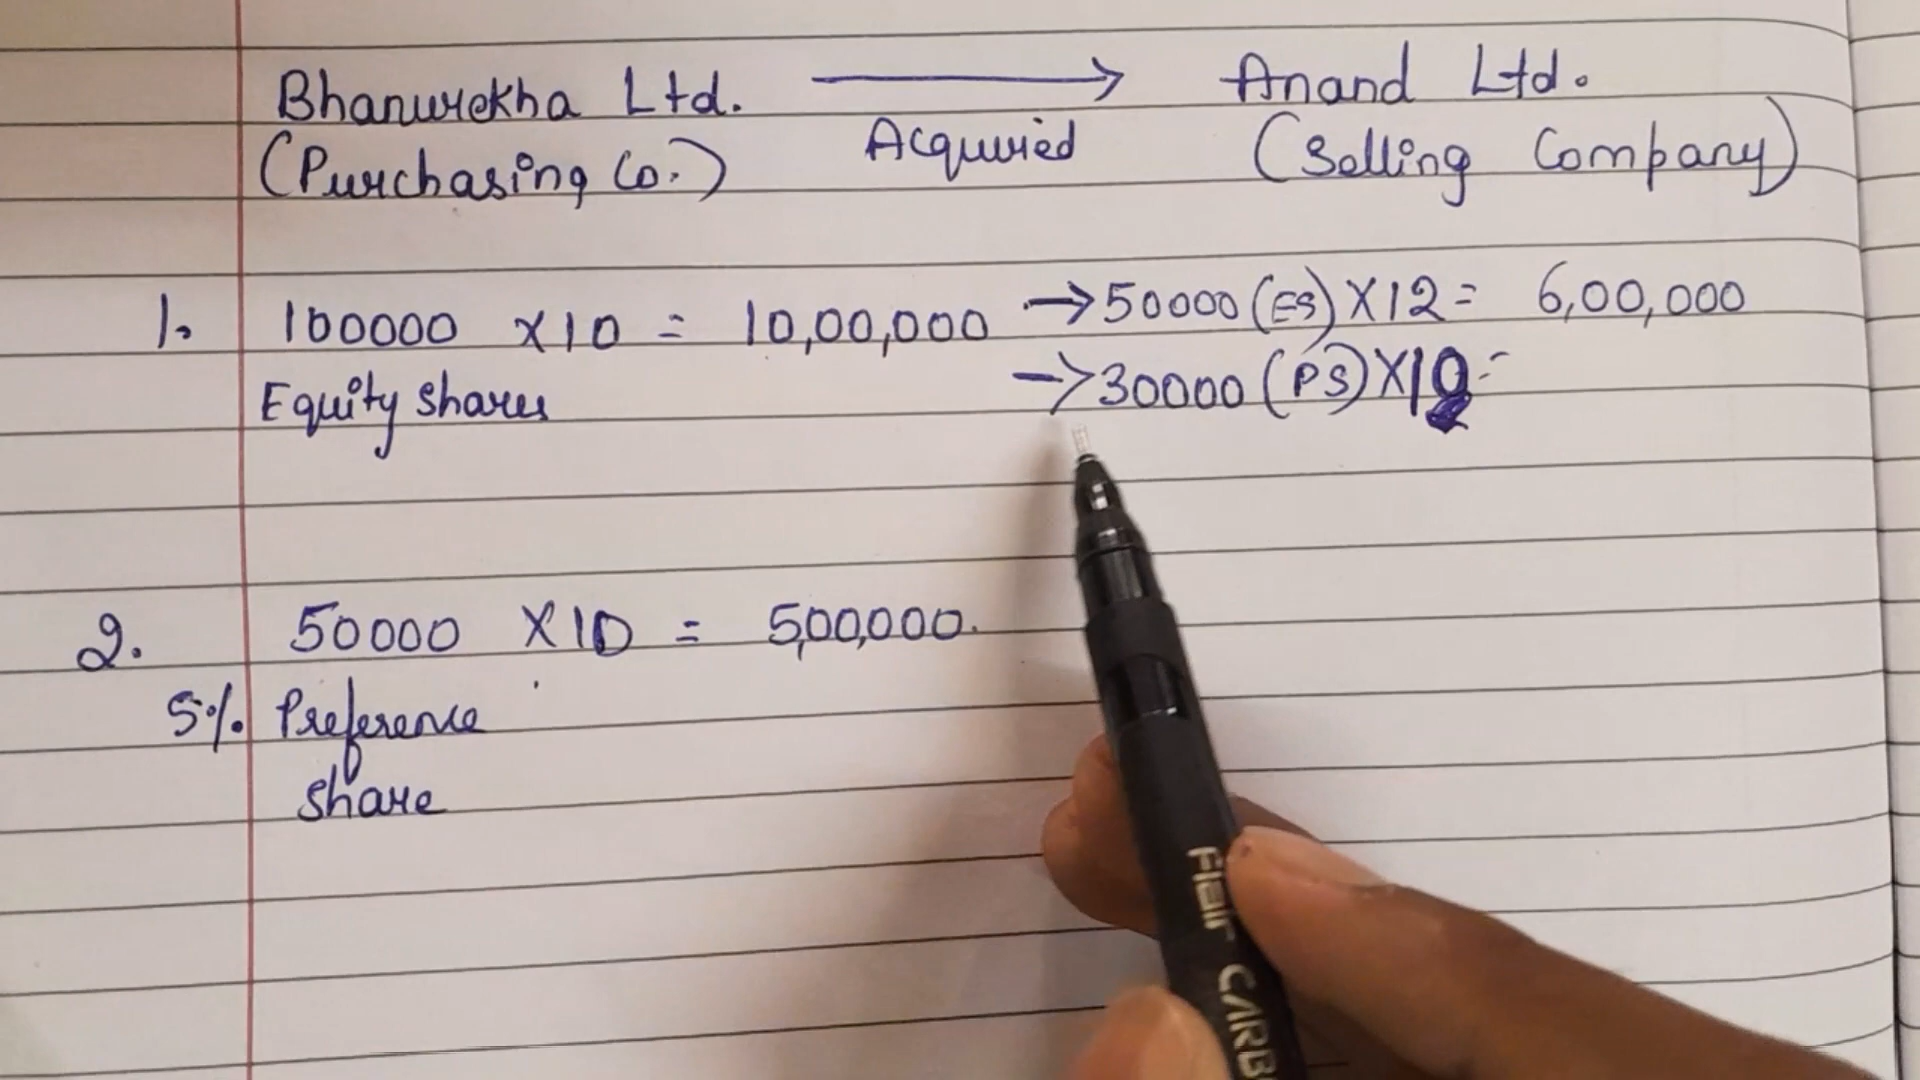 Bhanurekha Ltd. → Anand Ltd.
(Purchasing Co.) Acquried (Selling Company)
1. 100000 X10 = 10,00,000 →50000 (ES) X12 = 6,00,000
Equity shares →30000 (PS) X10 =
2. 50000 X10 = 5,00,000.
5% Preference
share
Flair CARB